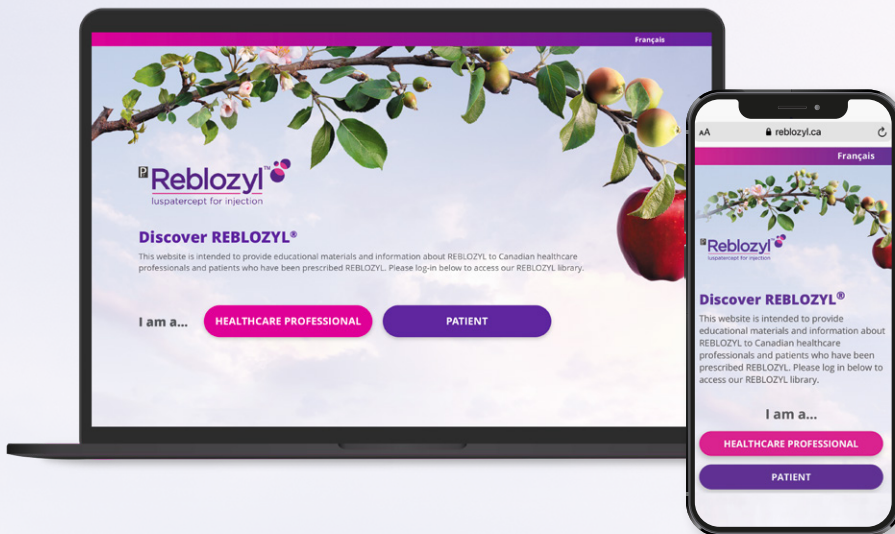 Français
Reblozyl™
luspatercept for injection
Discover REBLOZYL®
This website is intended to provide educational materials and information about REBLOZYL to Canadian healthcare
professionals and patients who have been prescribed REBLOZYL. Please log-in below to access our REBLOZYL library.
I am a... HEALTHCARE PROFESSIONAL PATIENT
AA reblozyl.ca
Français
Reblozyl
luspatercept for injection
Discover REBLOZYL®
This website is intended to provide
educational materials and information about
REBLOZYL to Canadian healthcare
professionals and patients who have been
prescribed REBLOZYL. Please log in below to
access our REBLOZYL library.
I am a...
HEALTHCARE PROFESSIONAL
PATIENT